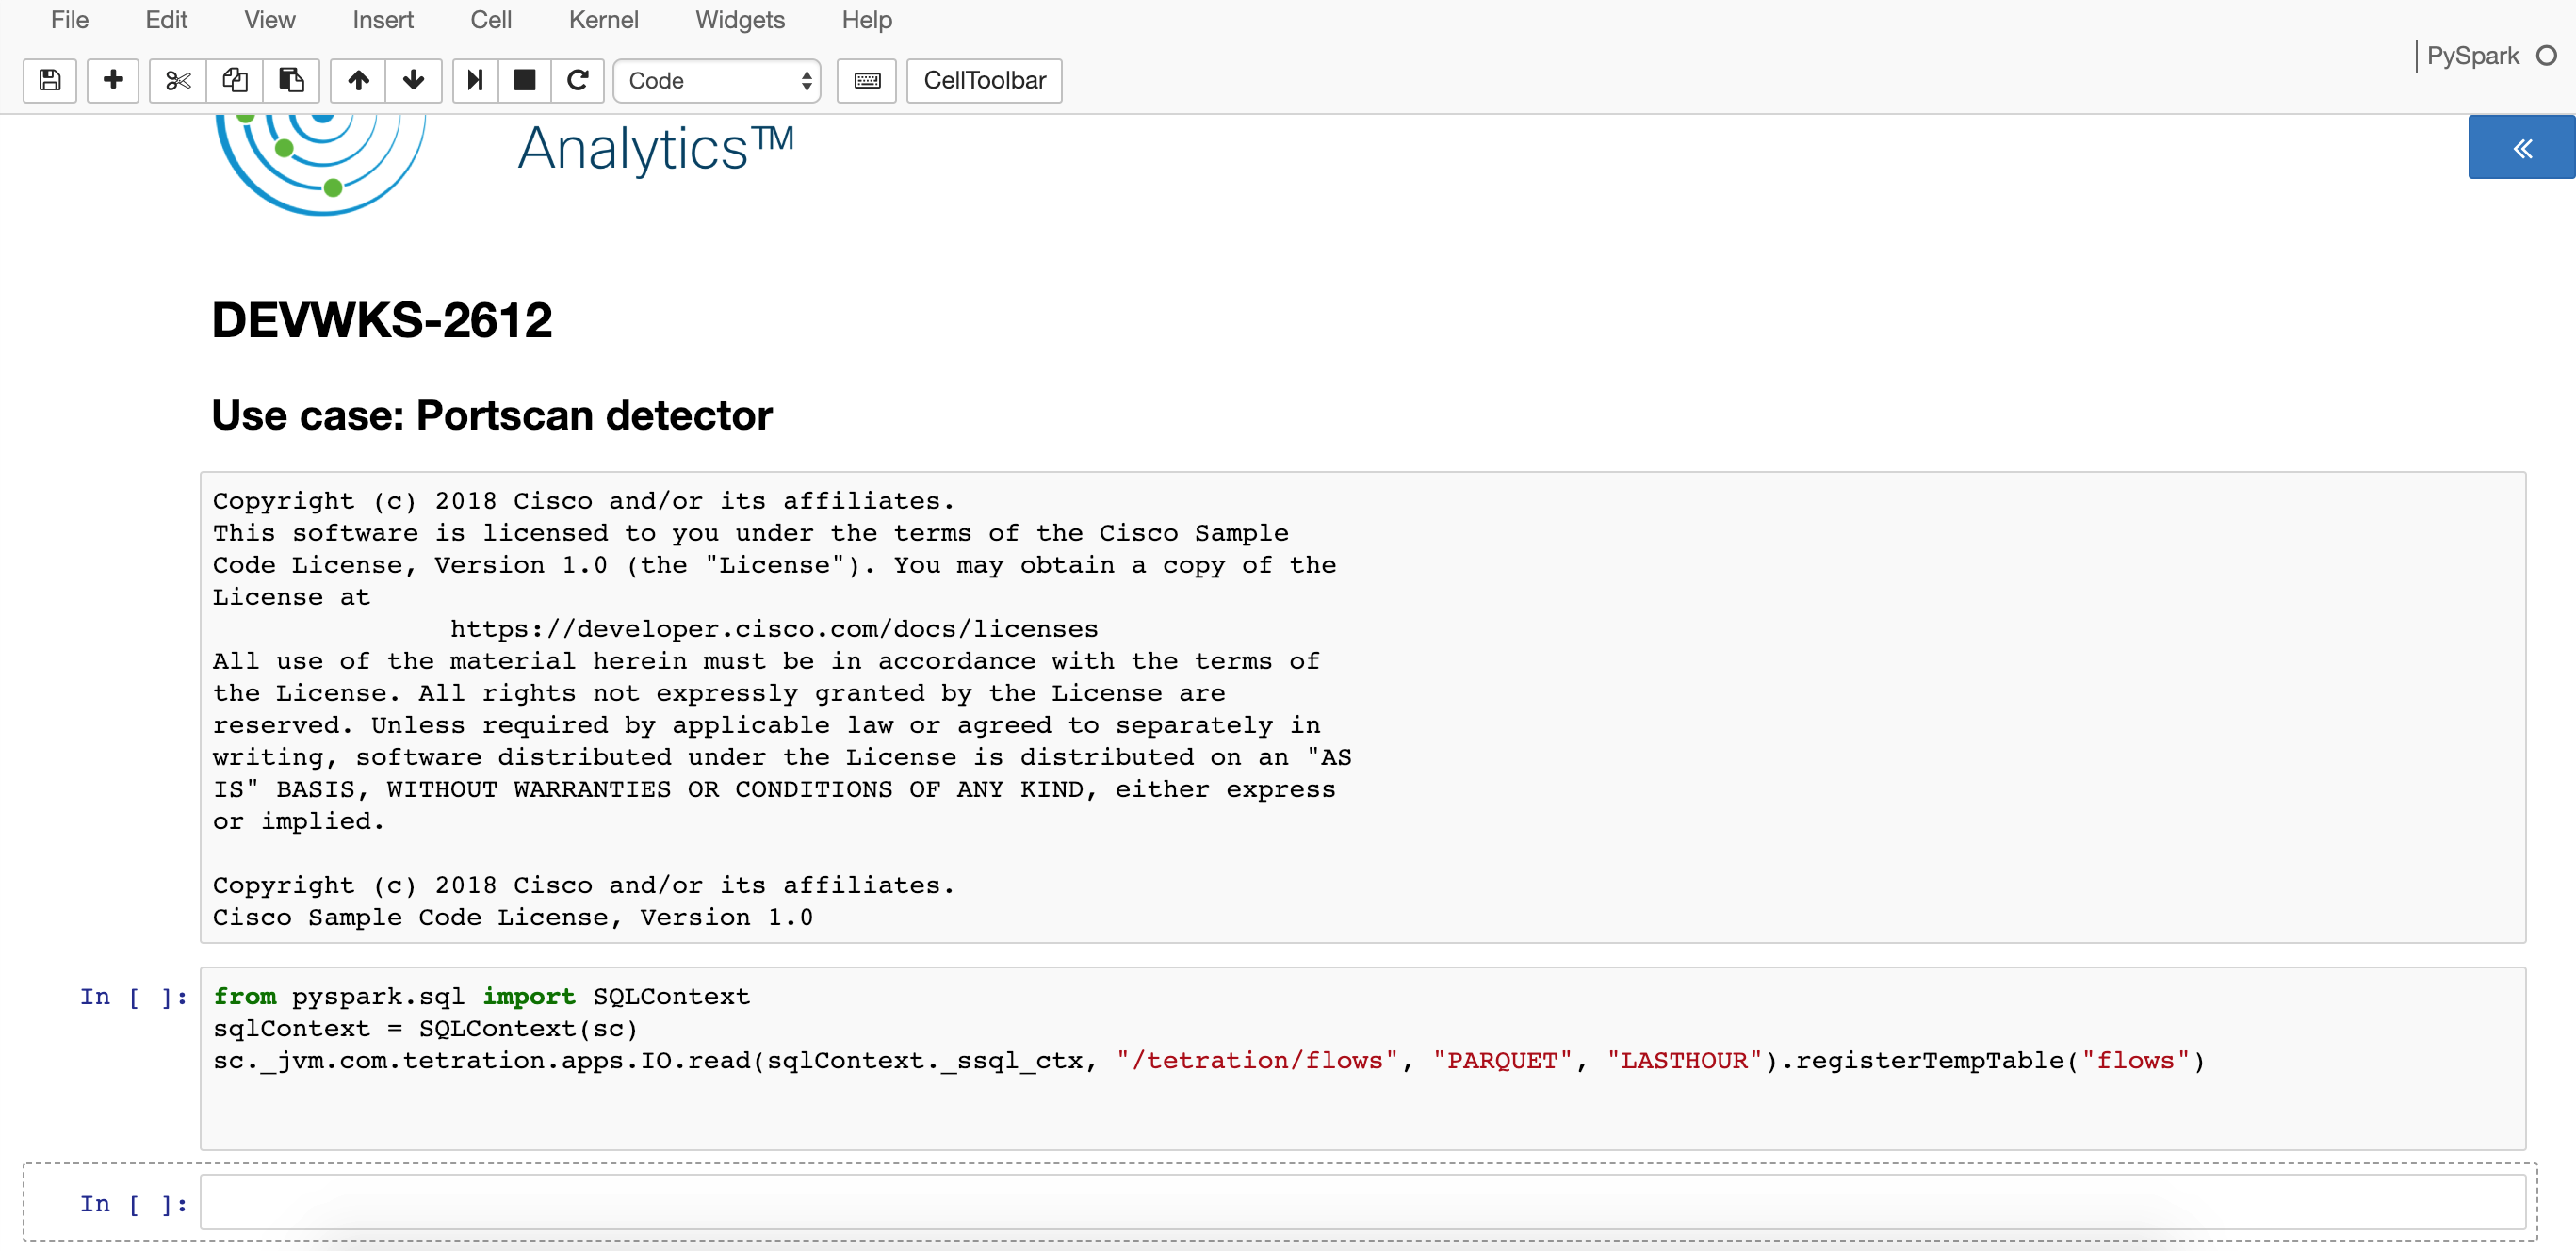 File Edit View Insert Cell Kernel Widgets Help
PySpark
Code CellToolbar
Analytics™
DEVWKS-2612
Use case: Portscan detector
Copyright (c) 2018 Cisco and/or its affiliates.
This software is licensed to you under the terms of the Cisco Sample
Code License, Version 1.0 (the "License"). You may obtain a copy of the
License at
https://developer.cisco.com/docs/licenses
All use of the material herein must be in accordance with the terms of
the License. All rights not expressly granted by the License are
reserved. Unless required by applicable law or agreed to separately in
writing, software distributed under the License is distributed on an "AS
IS" BASIS, WITHOUT WARRANTIES OR CONDITIONS OF ANY KIND, either express
or implied.
Copyright (c) 2018 Cisco and/or its affiliates.
Cisco Sample Code License, Version 1.0
In [ ]: from pyspark.sql import SQLContext
sqlContext = SQLContext(sc)
sc._jvm.com.tetration.apps.IO.read(sqlContext._ssql_ctx, "/tetration/flows", "PARQUET", "LASTHOUR").registerTempTable("flows")
In [ ]: